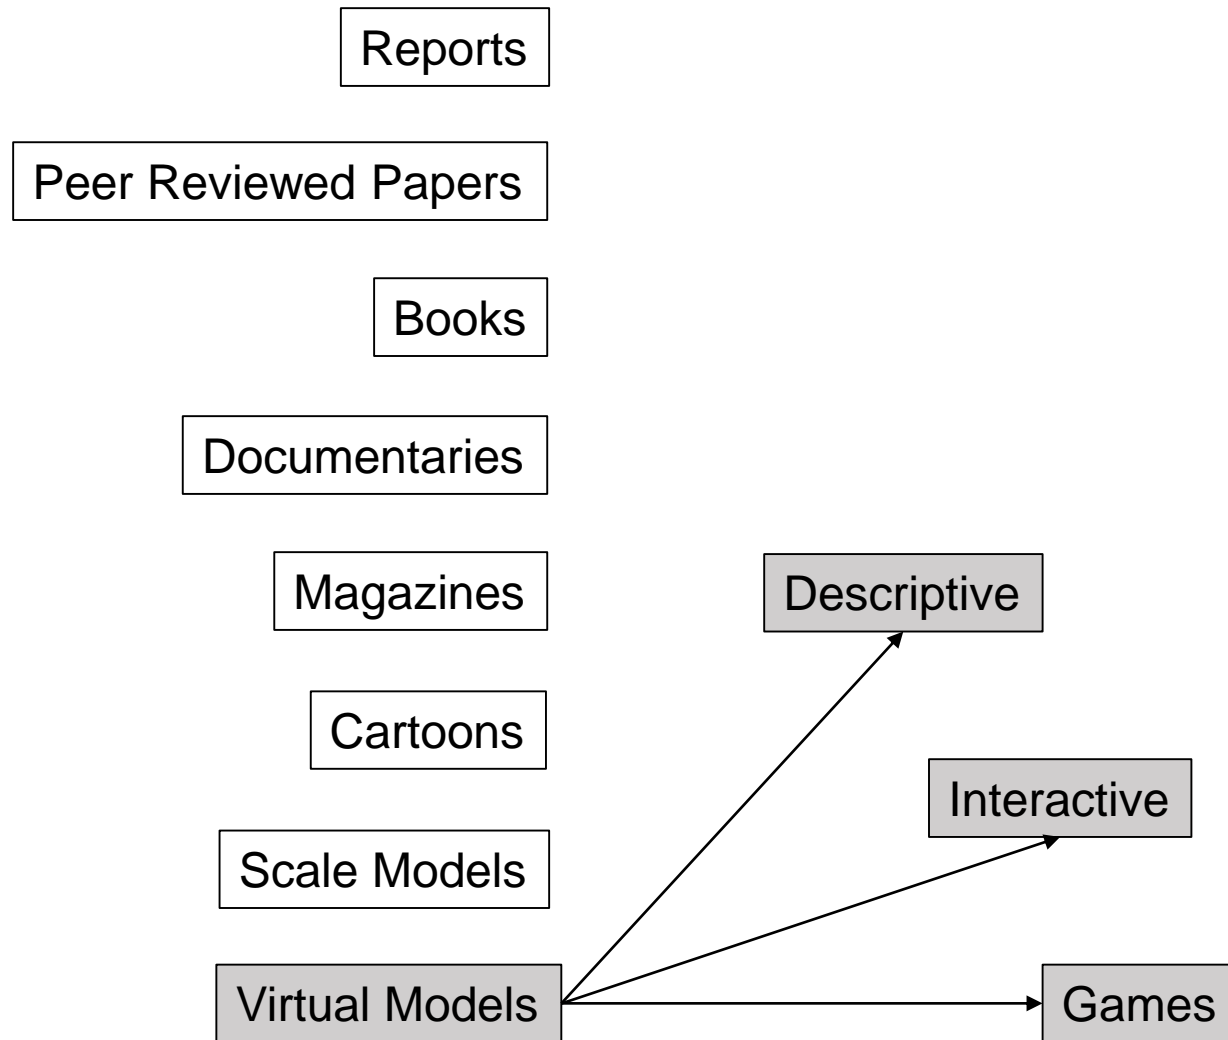 Reports
Peer Reviewed Papers
Books
Documentaries
Magazines
Descriptive
Cartoons
Interactive
Scale Models
Virtual Models
Games